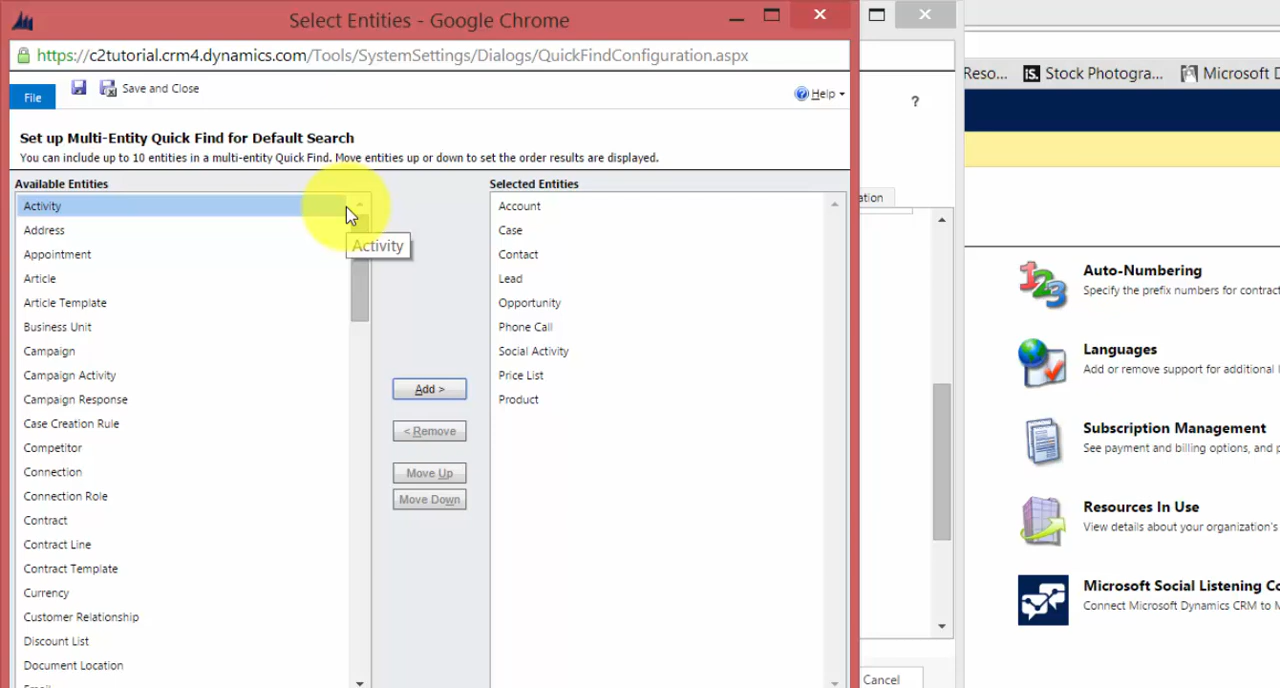 Select Entities - Google Chrome
https://c2tutorial.crm4.dynamics.com/Tools/SystemSettings/Dialogs/QuickFindConfiguration.aspx
Reso... Stock Photogra... Microsoft D
File
Save and Close
Help
?
Set up Multi-Entity Quick Find for Default Search
You can include up to 10 entities in a multi-entity Quick Find. Move entities up or down to set the order results are displayed.
Available Entities
Activity
Address
Appointment
Article
Article Template
Business Unit
Campaign
Campaign Activity
Campaign Response
Case Creation Rule
Competitor
Connection
Connection Role
Contract
Contract Line
Contract Template
Currency
Customer Relationship
Discount List
Document Location
Activity
Add >
< Remove
Move Up
Move Down
Selected Entities
Account
Case
Contact
Lead
Opportunity
Phone Call
Social Activity
Price List
Product
ation
Cancel
Auto-Numbering
Specify the prefix numbers for contract
Languages
Add or remove support for additional l
Subscription Management
See payment and billing options, and p
Resources In Use
View details about your organization's
Microsoft Social Listening Co
Connect Microsoft Dynamics CRM to M